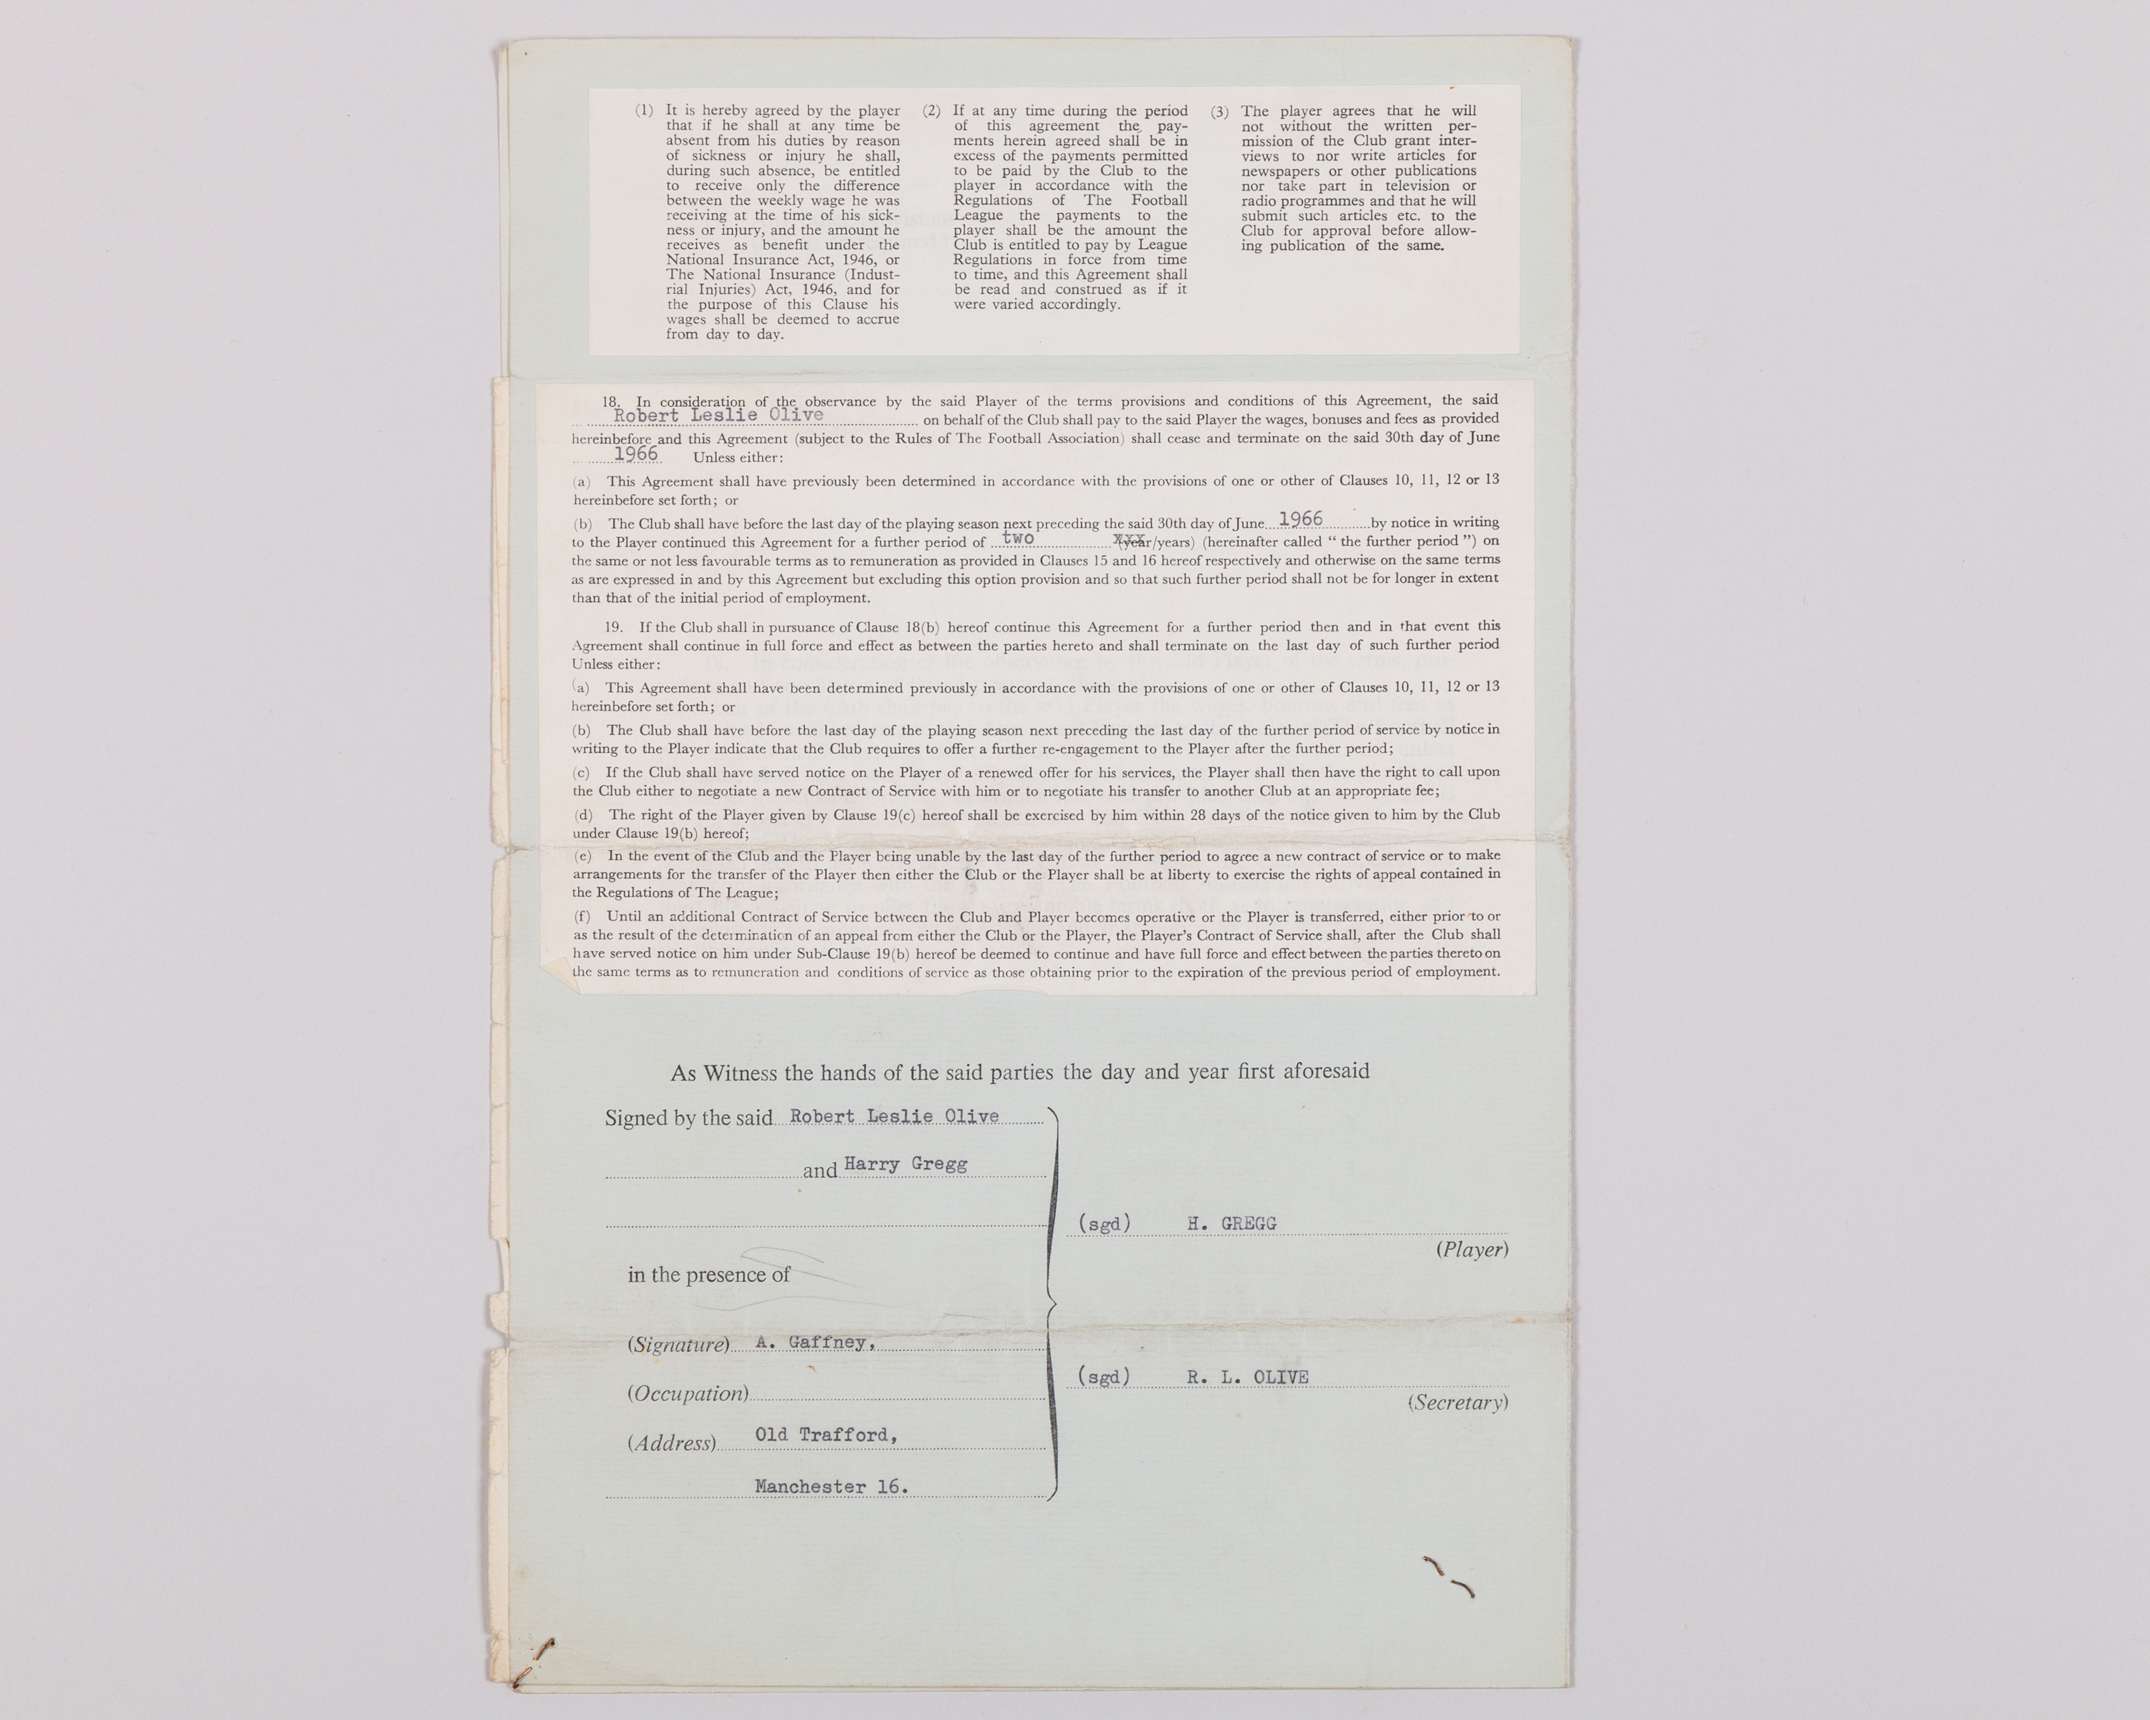 (1) It is hereby agreed by the player
that if he shall at any time be
absent from his duties by reason
of sickness or injury he shall,
during such absence, be entitled
to receive only the difference
between the weekly wage he was
receiving at the time of his sick-
ness or injury, and the amount he
receives as benefit under the
National Insurance Act, 1946, or
The National Insurance (Indust-
rial Injuries) Act, 1946, and for
the purpose of this Clause his
wages shall be deemed to accrue
from day to day.
(2) If at any time during the period
of this agreement the pay-
ments herein agreed shall be in
excess of the payments permitted
to be paid by the Club to the
player in accordance with the
Regulations of The Football
League the payments to the
player shall be the amount the
Club is entitled to pay by League
Regulations in force from time
to time, and this Agreement shall
be read and construed as if it
were varied accordingly.
(3) The player agrees that he will
not without the written per-
mission of the Club grant inter-
views to nor write articles for
newspapers or other publications
nor take part in television or
radio programmes and that he will
submit such articles etc. to the
Club for approval before allow-
ing publication of the same.
18. In consideration of the observance by the said Player of the terms provisions and conditions of this Agreement, the said
Robert Leslie Olive on behalf of the Club shall pay to the said Player the wages, bonuses and fees as provided
hereinbefore and this Agreement (subject to the Rules of The Football Association) shall cease and terminate on the said 30th day of June
1966 Unless either:
(a) This Agreement shall have previously been determined in accordance with the provisions of one or other of Clauses 10, 11, 12 or 13
hereinbefore set forth; or
(b) The Club shall have before the last day of the playing season next preceding the said 30th day of June 1966 by notice in writing
to the Player continued this Agreement for a further period of two (year/years) (hereinafter called “ the further period ”) on
the same or not less favourable terms as to remuneration as provided in Clauses 15 and 16 hereof respectively and otherwise on the same terms
as are expressed in and by this Agreement but excluding this option provision and so that such further period shall not be for longer in extent
than that of the initial period of employment.
19. If the Club shall in pursuance of Clause 18(b) hereof continue this Agreement for a further period then and in that event this
Agreement shall continue in full force and effect as between the parties hereto and shall terminate on the last day of such further period
Unless either:
(a) This Agreement shall have been determined previously in accordance with the provisions of one or other of Clauses 10, 11, 12 or 13
hereinbefore set forth; or
(b) The Club shall have before the last day of the playing season next preceding the last day of the further period of service by notice in
writing to the Player indicate that the Club requires to offer a further re-engagement to the Player after the further period;
(c) If the Club shall have served notice on the Player of a renewed offer for his services, the Player shall then have the right to call upon
the Club either to negotiate a new Contract of Service with him or to negotiate his transfer to another Club at an appropriate fee;
(d) The right of the Player given by Clause 19(c) hereof shall be exercised by him within 28 days of the notice given to him by the Club
under Clause 19(b) hereof;
(e) In the event of the Club and the Player being unable by the last day of the further period to agree a new contract of service or to make
arrangements for the transfer of the Player then either the Club or the Player shall be at liberty to exercise the rights of appeal contained in
the Regulations of The League;
(f) Until an additional Contract of Service between the Club and Player becomes operative or the Player is transferred, either prior to or
as the result of the determination of an appeal from either the Club or the Player, the Player's Contract of Service shall, after the Club shall
have served notice on him under Sub-Clause 19(b) hereof be deemed to continue and have full force and effect between the parties thereto on
the same terms as to remuneration and conditions of service as those obtaining prior to the expiration of the previous period of employment.
As Witness the hands of the said parties the day and year first aforesaid
Signed by the said Robert Leslie Olive
and Harry Gregg
(sgd) H. GREGG
(Player)
in the presence of
(Signature) A. Gaffney,
(sgd) R. L. OLIVE
(Secretary)
(Occupation)
(Address) Old Trafford,
Manchester 16.